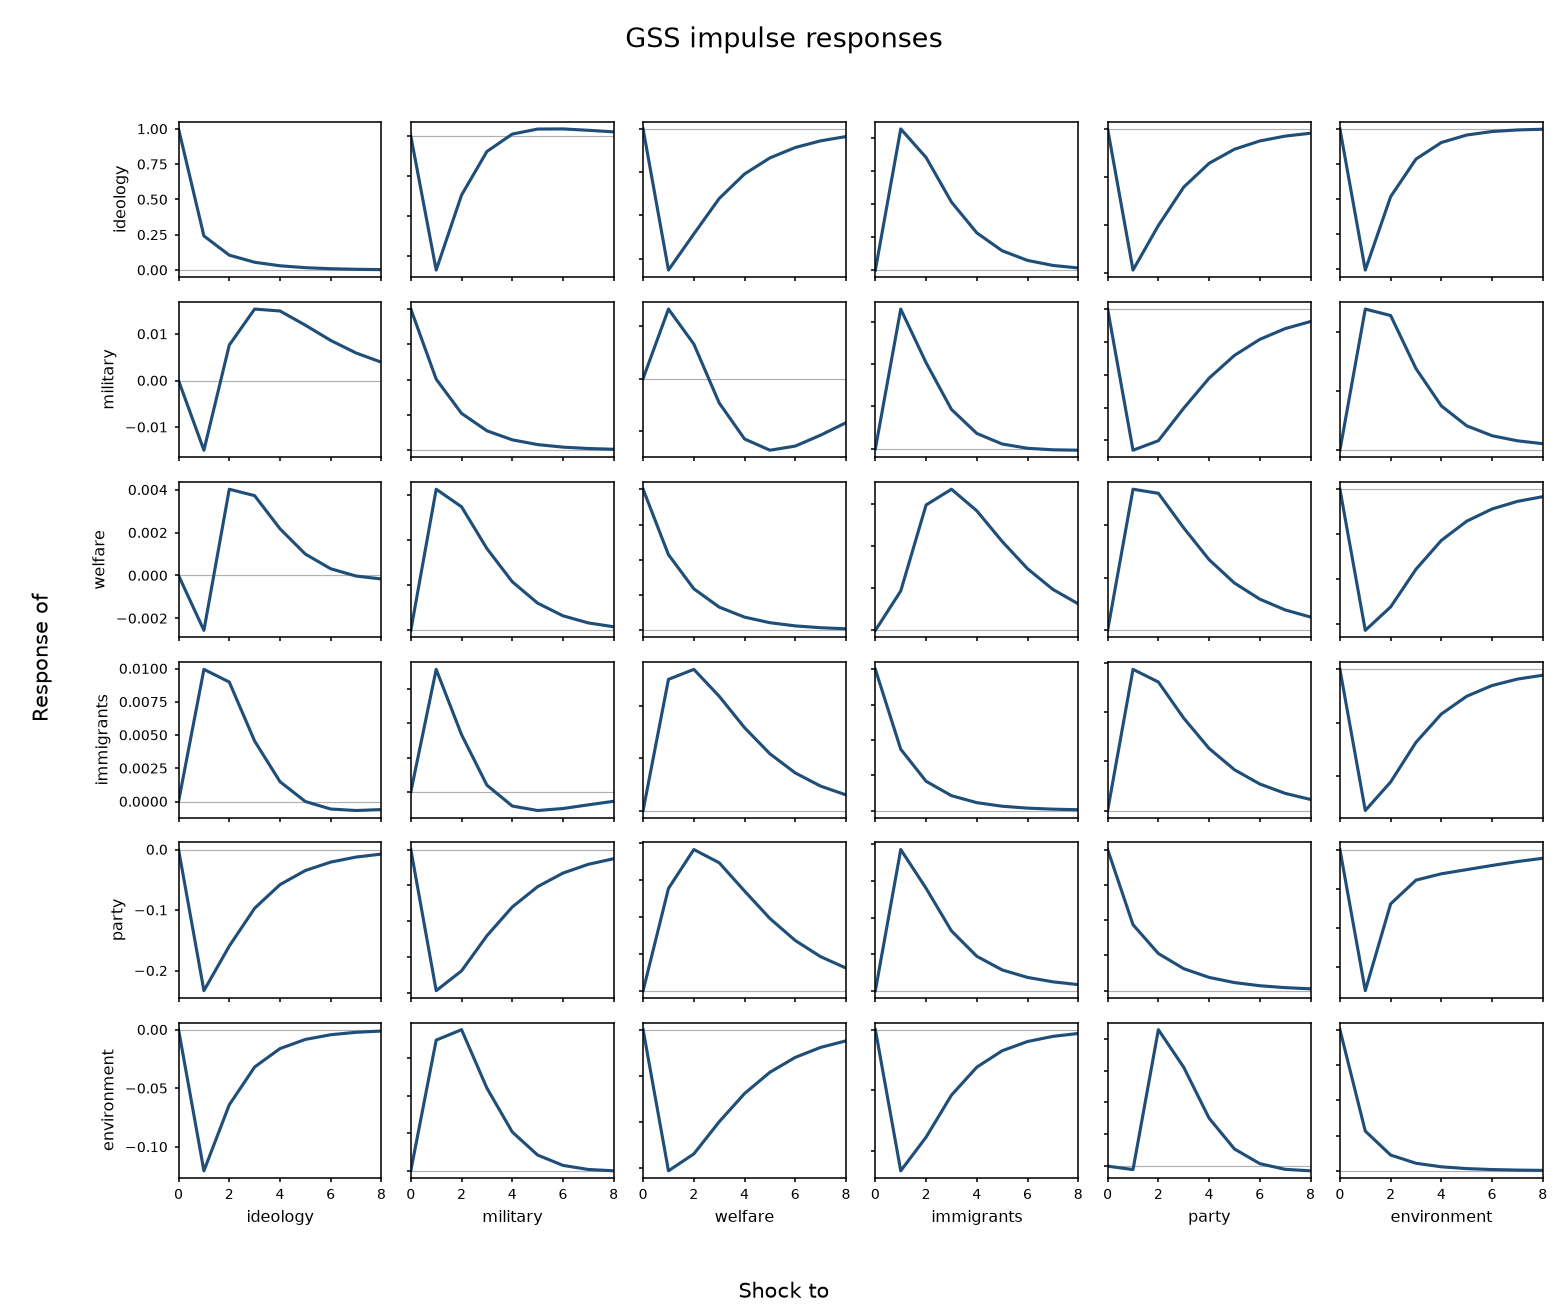 GSS impulse responses
Response of
ideology
1.00
0.75
0.50
0.25
0.00
military
0.01
0.00
−0.01
welfare
0.004
0.002
0.000
−0.002
immigrants
0.0100
0.0075
0.0050
0.0025
0.0000
party
0.0
−0.1
−0.2
environment
0.00
−0.05
−0.10
0 2 4 6 8 0 2 4 6 8 0 2 4 6 8 0 2 4 6 8 0 2 4 6 8 0 2 4 6 8
ideology military welfare immigrants party environment
Shock to